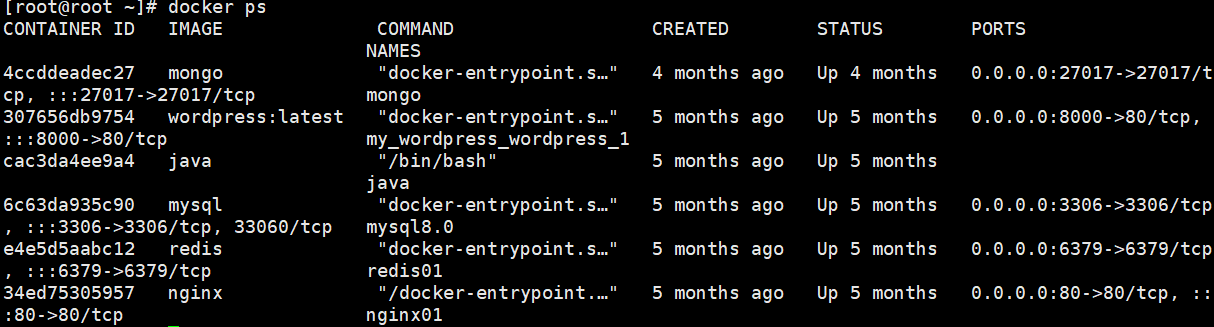 [root@root ~]# docker ps
CONTAINER ID   IMAGE              COMMAND                  CREATED        STATUS        PORTS
                                 NAMES
4ccddeadec27   mongo              "docker-entrypoint.s…"   4 months ago   Up 4 months   0.0.0.0:27017->27017/t
cp, :::27017->27017/tcp          mongo
307656db9754   wordpress:latest   "docker-entrypoint.s…"   5 months ago   Up 5 months   0.0.0.0:8000->80/tcp,
:::8000->80/tcp                  my_wordpress_wordpress_1
cac3da4ee9a4   java               "/bin/bash"              5 months ago   Up 5 months
                                 java
6c63da935c90   mysql              "docker-entrypoint.s…"   5 months ago   Up 5 months   0.0.0.0:3306->3306/tcp
, :::3306->3306/tcp, 33060/tcp   mysql8.0
e4e5d5aabc12   redis              "docker-entrypoint.s…"   5 months ago   Up 5 months   0.0.0.0:6379->6379/tcp
, :::6379->6379/tcp              redis01
34ed75305957   nginx              "/docker-entrypoint.…"   5 months ago   Up 5 months   0.0.0.0:80->80/tcp, ::
:80->80/tcp                      nginx01